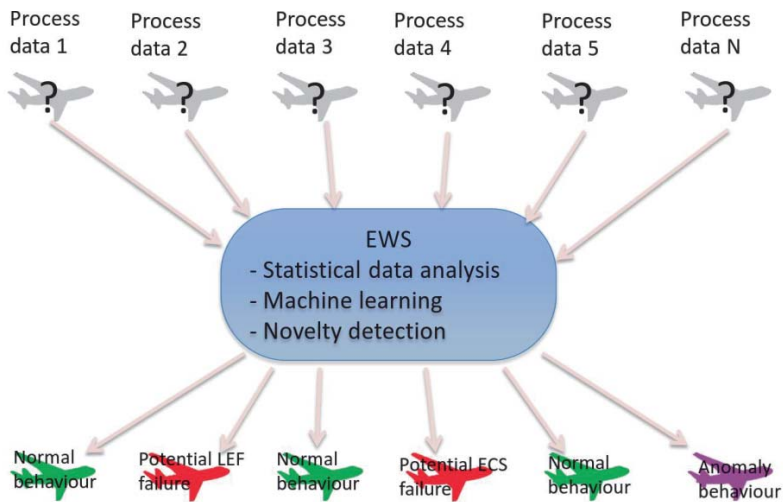 Process
data 1
Process
data 2
Process
data 3
Process
data 4
Process
data 5
Process
data N
?
?
?
?
?
?
EWS
- Statistical data analysis
- Machine learning
- Novelty detection
Normal
behaviour
Potential LEF
failure
Normal
behaviour
Potential ECS
failure
Normal
behaviour
Anomaly
behaviour